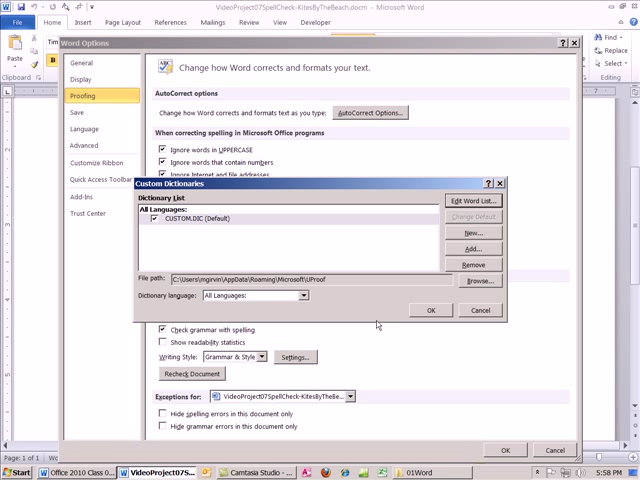 VideoProject07SpellCheck-KitesByTheBeach.docm - Microsoft Word
File Home Insert Page Layout References Mailings Review View Developer
Paste
Clipboard
Find
Replace
Select
Editing
Word Options
General
Display
Proofing
Save
Language
Advanced
Customize Ribbon
Quick Access Toolbar
Add-Ins
Trust Center
Change how Word corrects and formats your text.
AutoCorrect options
Change how Word corrects and formats text as you type: AutoCorrect Options...
When correcting spelling in Microsoft Office programs
Ignore words in UPPERCASE
Ignore words that contain numbers
Ignore Internet and file addresses
Custom Dictionaries
Dictionary List
All Languages:
CUSTOM.DIC (Default)
Edit Word List...
Change Default
New...
Add...
Remove
File path: C:\Users\mgirvin\AppData\Roaming\Microsoft\UProof
Browse...
Dictionary language: All Languages:
OK Cancel
Check grammar with spelling
Show readability statistics
Writing Style: Grammar & Style Settings...
Recheck Document
Exceptions for: VideoProject07SpellCheck-KitesByTheBe...
Hide spelling errors in this document only
Hide grammar errors in this document only
OK Cancel
Page: 1 of 1
Start Office 2010 Class 0... VideoProject07S... Camtasia Studio - ... 01Word 5:58 PM